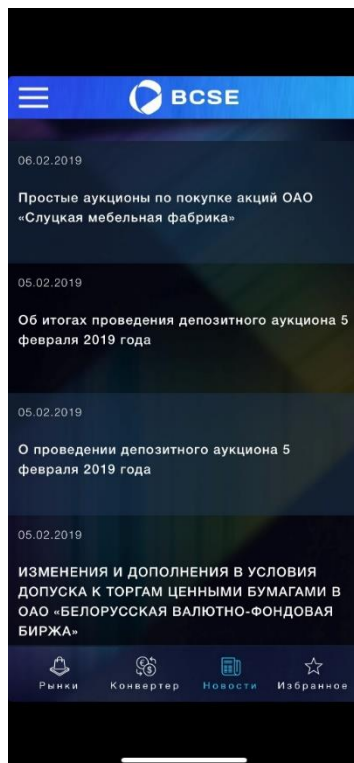 BCSE
06.02.2019
Простые аукционы по покупке акций ОАО
«Слуцкая мебельная фабрика»
05.02.2019
Об итогах проведения депозитного аукциона 5
февраля 2019 года
05.02.2019
О проведении депозитного аукциона 5
февраля 2019 года
05.02.2019
ИЗМЕНЕНИЯ И ДОПОЛНЕНИЯ В УСЛОВИЯ
ДОПУСКА К ТОРГАМ ЦЕННЫМИ БУМАГАМИ В
ОАО «БЕЛОРУССКАЯ ВАЛЮТНО-ФОНДОВАЯ
БИРЖА»
Рынки Конвертер Новости Избранное